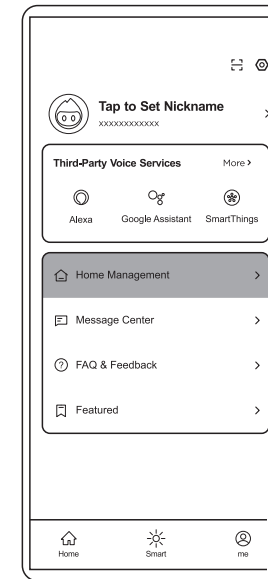 Tap to Set Nickname
xxxxxxxxxxxx
Third-Party Voice Services More
Alexa Google Assistant SmartThings
Home Management
Message Center
FAQ & Feedback
Featured
Home Smart me